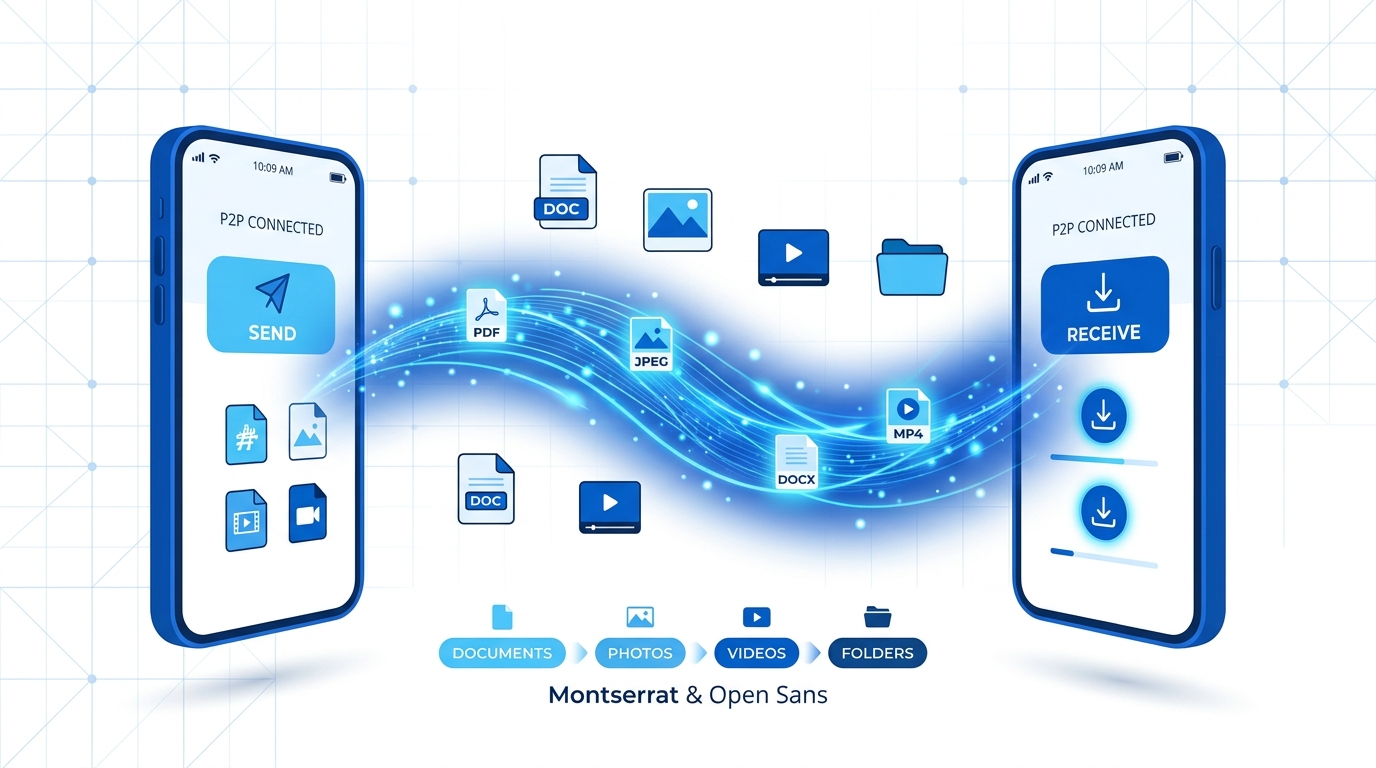 10:09 AM
P2P CONNECTED
SEND
DOC
PDF
JPEG
DOCX
MP4
DOC
10:09 AM
P2P CONNECTED
RECEIVE
DOCUMENTS
PHOTOS
VIDEOS
FOLDERS
Montserrat & Open Sans